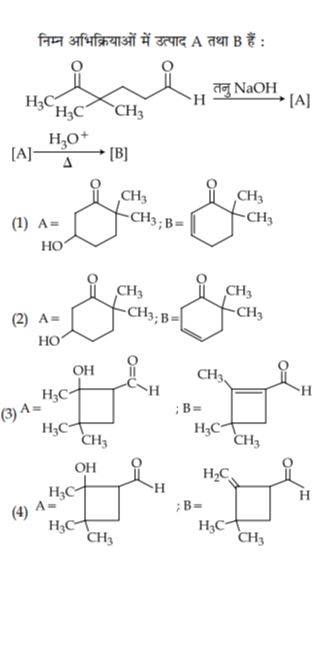 निम्न अभिक्रियाओं में उत्पाद A तथा B हैं :
O O
H₃C H₃C CH₃ H तनु NaOH [A]
[A] H₃O⁺ Δ [B]
(1) A = O CH₃ CH₃ HO ; B = O CH₃ CH₃
(2) A = O CH₃ CH₃ HO ; B = O CH₃ CH₃
(3) A = OH O C H H₃C H₃C CH₃ ; B = CH₃ O H H₃C CH₃
(4) A = OH O H H₃C H₃C CH₃ ; B = H₂C O H H₃C CH₃